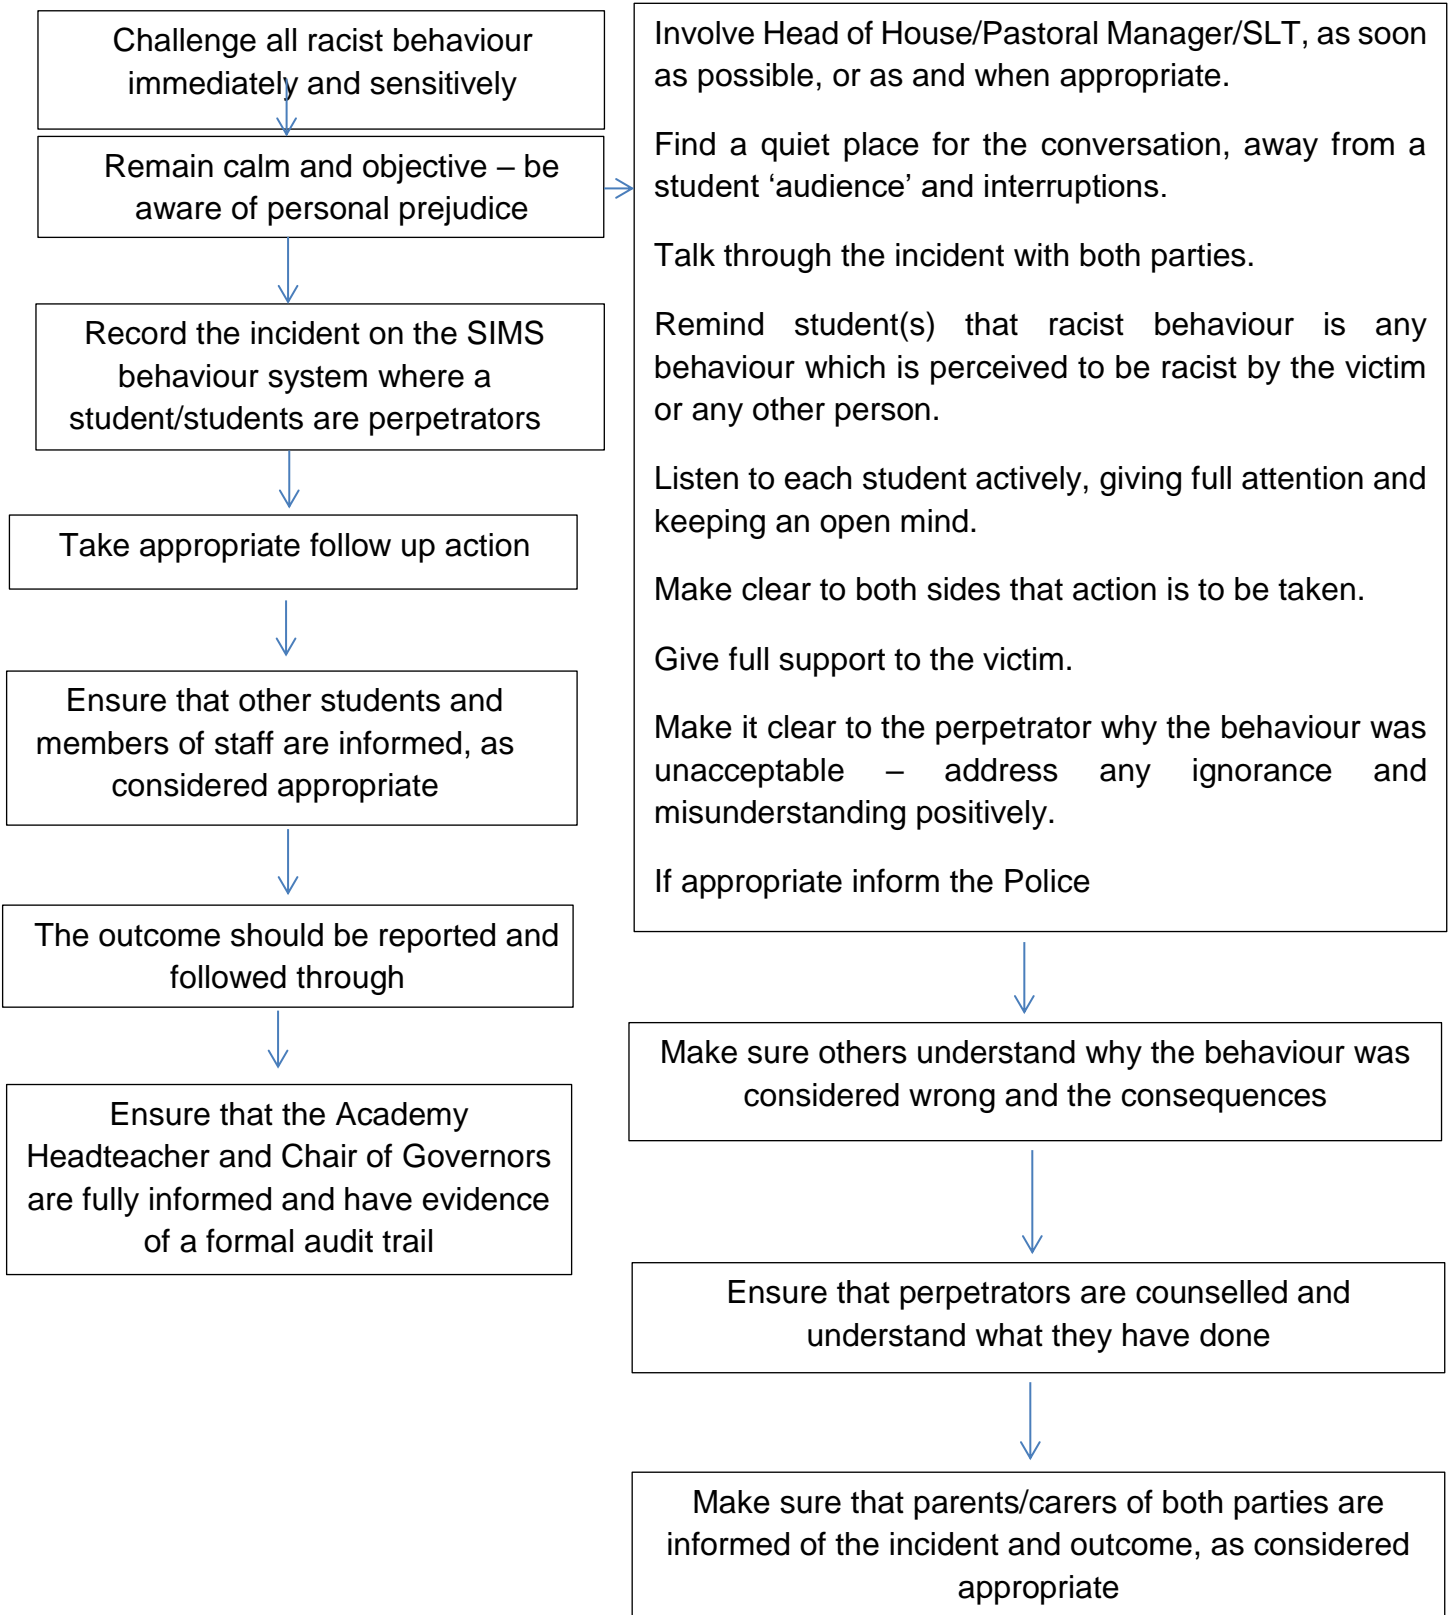 Challenge all racist behaviour
immediately and sensitively
Remain calm and objective – be
aware of personal prejudice
Record the incident on the SIMS
behaviour system where a
student/students are perpetrators
Take appropriate follow up action
Ensure that other students and
members of staff are informed, as
considered appropriate
The outcome should be reported and
followed through
Ensure that the Academy
Headteacher and Chair of Governors
are fully informed and have evidence
of a formal audit trail
Involve Head of House/Pastoral Manager/SLT, as soon
as possible, or as and when appropriate.
Find a quiet place for the conversation, away from a
student ‘audience’ and interruptions.
Talk through the incident with both parties.
Remind student(s) that racist behaviour is any
behaviour which is perceived to be racist by the victim
or any other person.
Listen to each student actively, giving full attention and
keeping an open mind.
Make clear to both sides that action is to be taken.
Give full support to the victim.
Make it clear to the perpetrator why the behaviour was
unacceptable – address any ignorance and
misunderstanding positively.
If appropriate inform the Police
Make sure others understand why the behaviour was
considered wrong and the consequences
Ensure that perpetrators are counselled and
understand what they have done
Make sure that parents/carers of both parties are
informed of the incident and outcome, as considered
appropriate